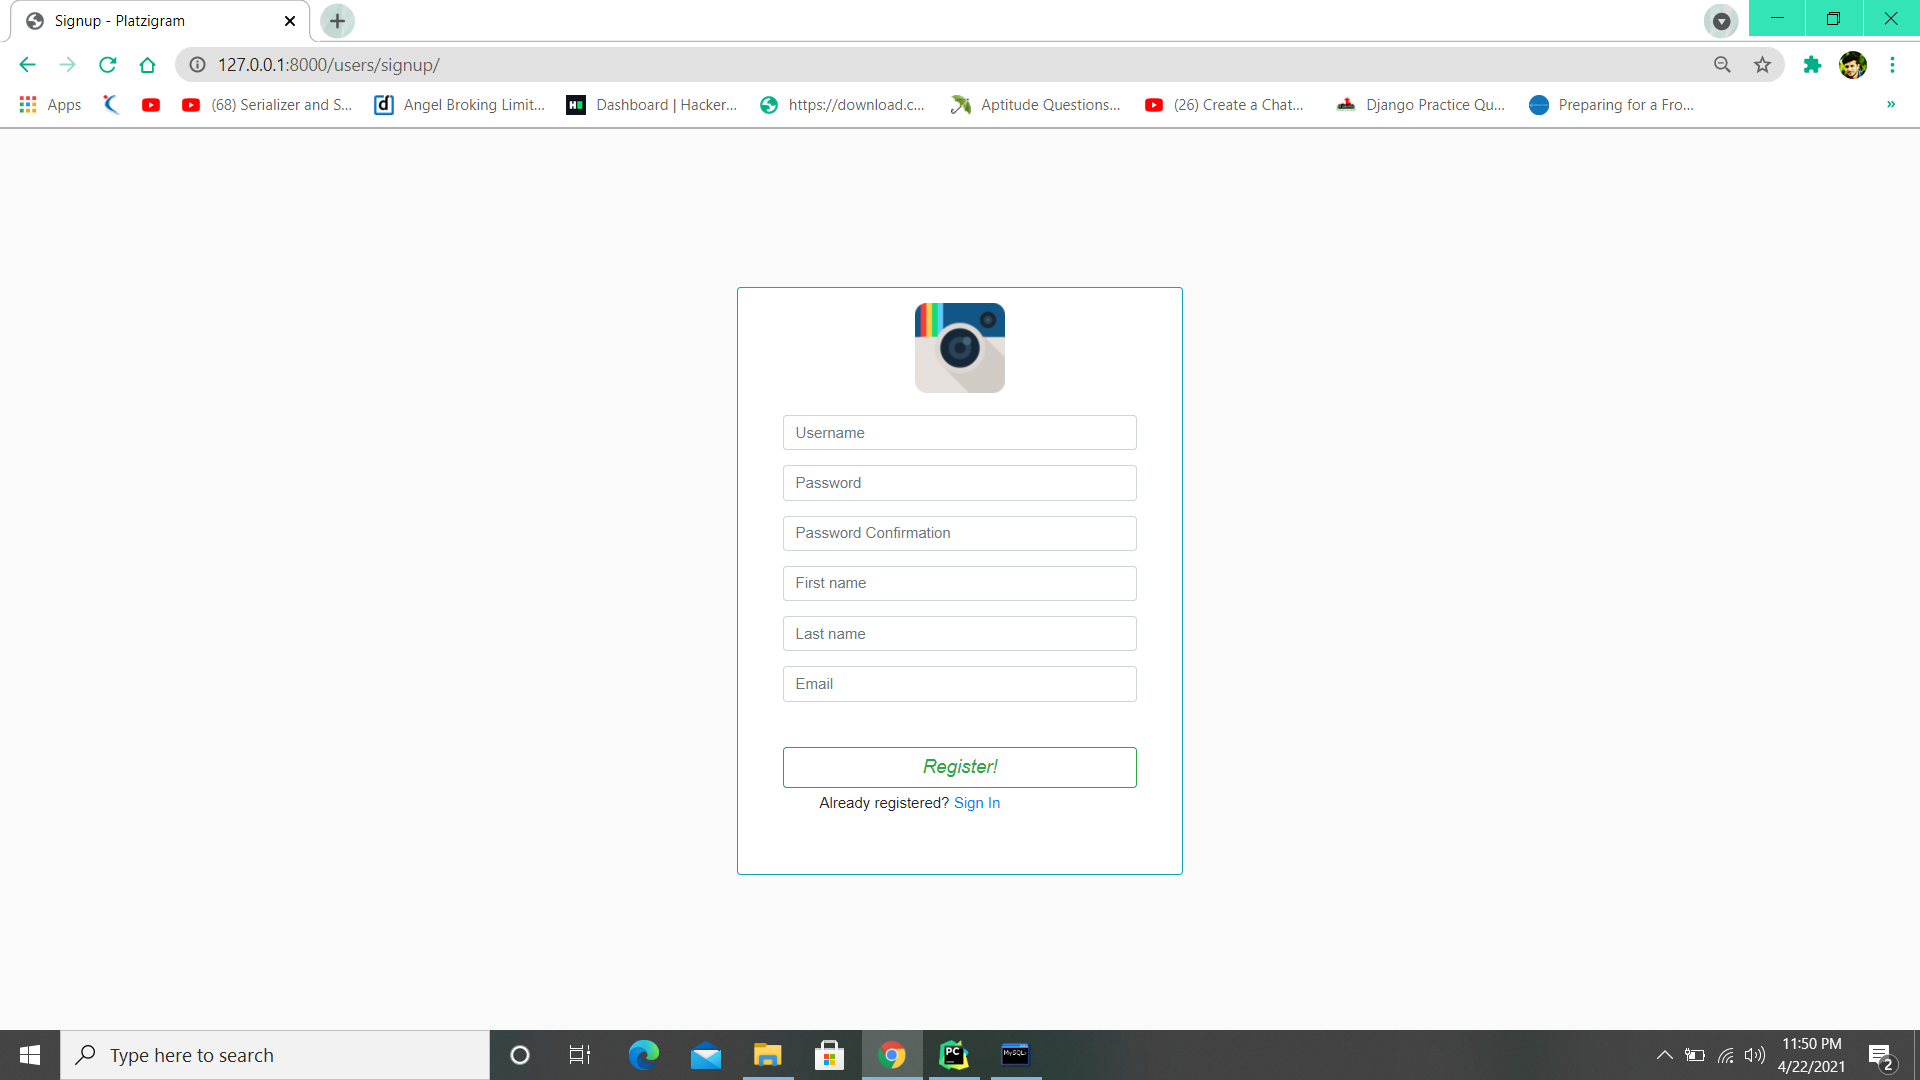 Signup - Platzigram
127.0.0.1:8000/users/signup/
Apps (68) Serializer and S... Angel Broking Limit... Dashboard | Hacker... https://download.c... Aptitude Questions... (26) Create a Chat... Django Practice Qu... Preparing for a Fro... »
Username
Password
Password Confirmation
First name
Last name
Email
Register!
Already registered? Sign In
Type here to search
PC
MySQL
11:50 PM
4/22/2021
2